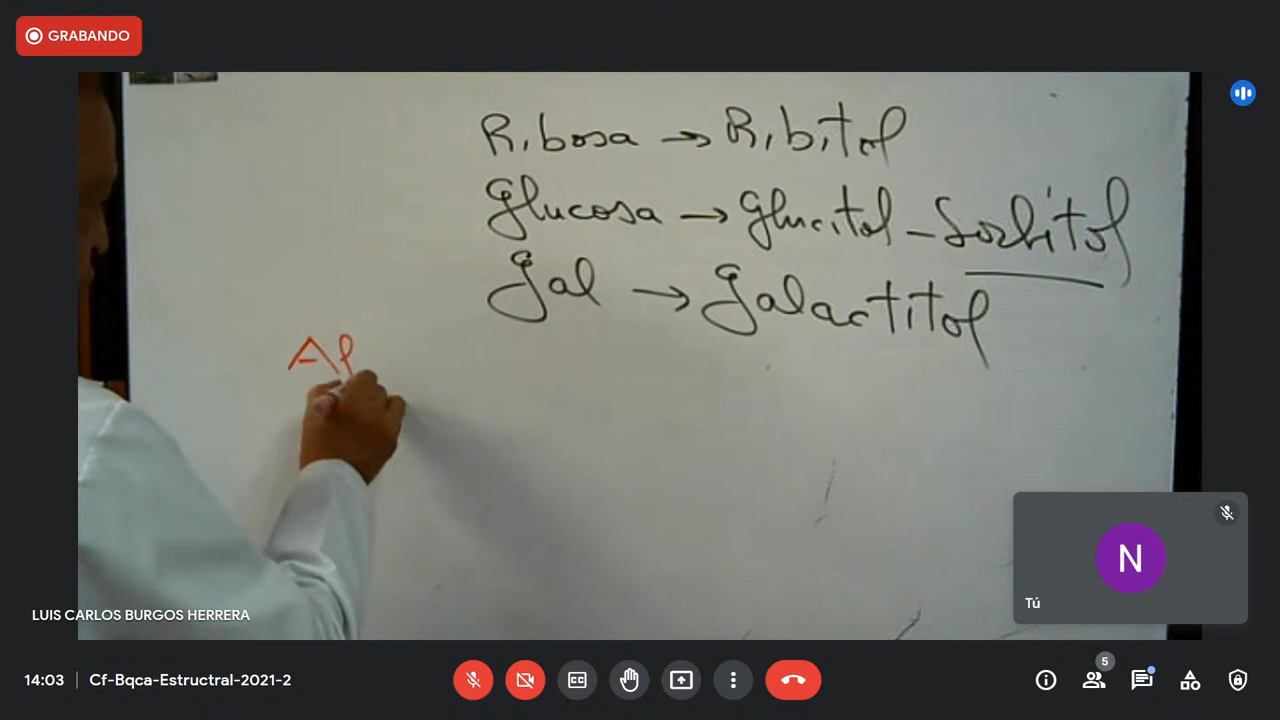 GRABANDO
Ribosa → Ribitol
Glucosa → Glucitol - Sorbitol
Gal → Galactitol
Al
N
Tú
LUIS CARLOS BURGOS HERRERA
14:03 Cf-Bqca-Estructral-2021-2
5